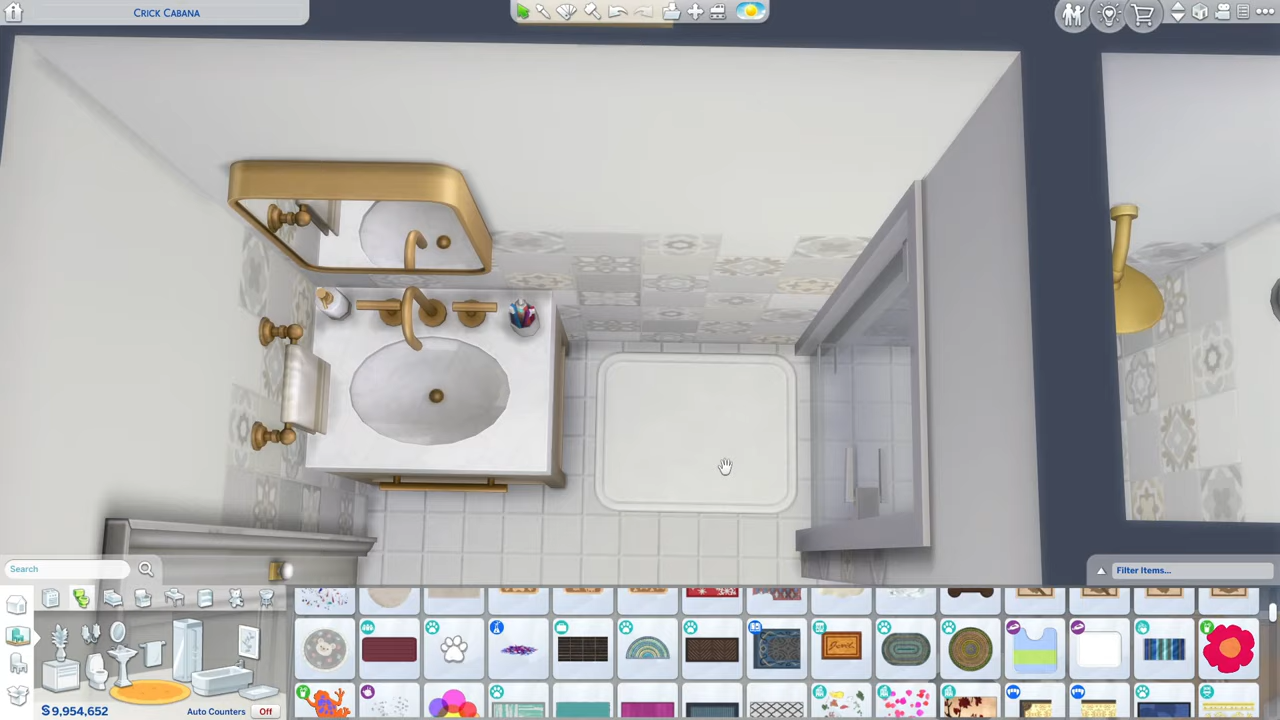 CRICK CABANA
Search
Filter Items...
§9,954,652
Auto Counters
Off